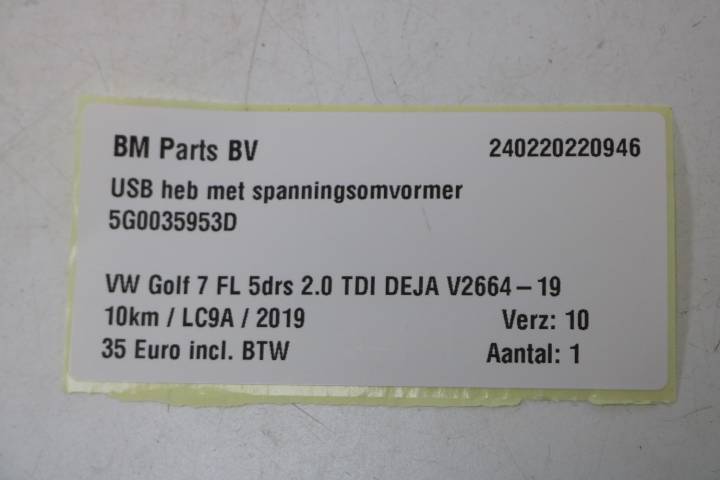 BM Parts BV 240220220946
USB heb met spanningsomvormer
5G0035953D
VW Golf 7 FL 5drs 2.0 TDI DEJA V2664-19
10km / LC9A / 2019 Verz: 10
35 Euro incl. BTW Aantal: 1